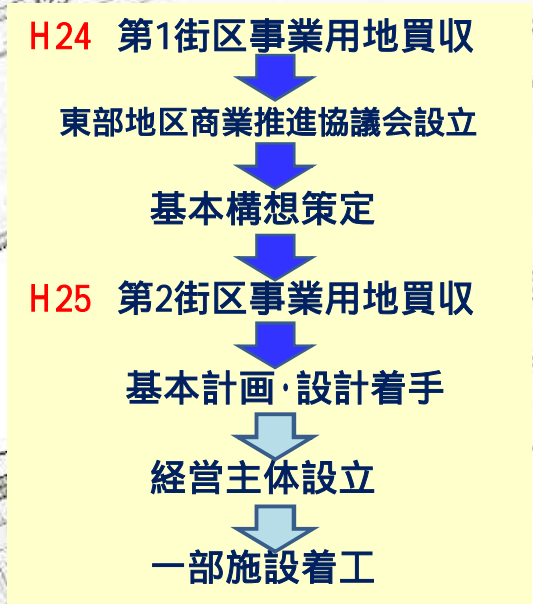 H24 第1街区事業用地買収
東部地区商業推進協議会設立
基本構想策定
H25 第2街区事業用地買収
基本計画・設計着手
経営主体設立
一部施設着工